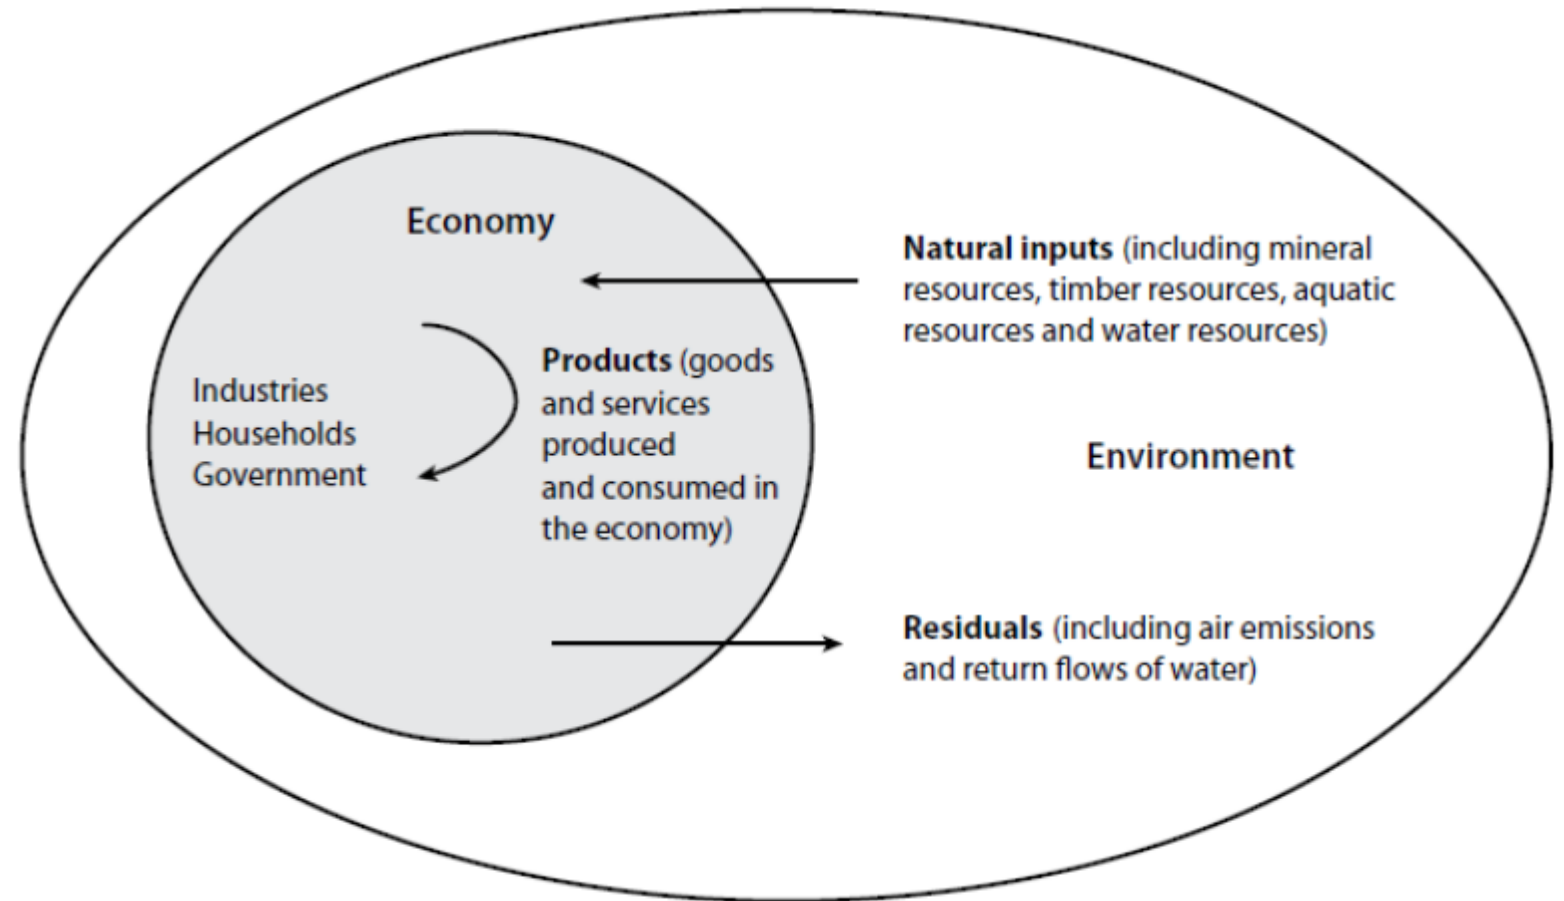 Economy
Natural inputs (including mineral
resources, timber resources, aquatic
resources and water resources)
Products (goods
and services
produced
and consumed in
the economy)
Industries
Households
Government
Environment
Residuals (including air emissions
and return flows of water)